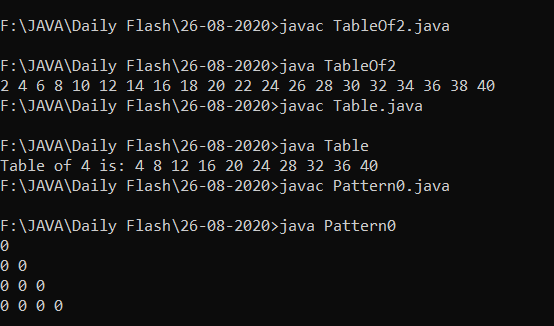 F:\JAVA\Daily Flash\26-08-2020>javac TableOf2.java
F:\JAVA\Daily Flash\26-08-2020>java TableOf2
2 4 6 8 10 12 14 16 18 20 22 24 26 28 30 32 34 36 38 40
F:\JAVA\Daily Flash\26-08-2020>javac Table.java
F:\JAVA\Daily Flash\26-08-2020>java Table
Table of 4 is: 4 8 12 16 20 24 28 32 36 40
F:\JAVA\Daily Flash\26-08-2020>javac Pattern0.java
F:\JAVA\Daily Flash\26-08-2020>java Pattern0
0
0 0
0 0 0
0 0 0 0